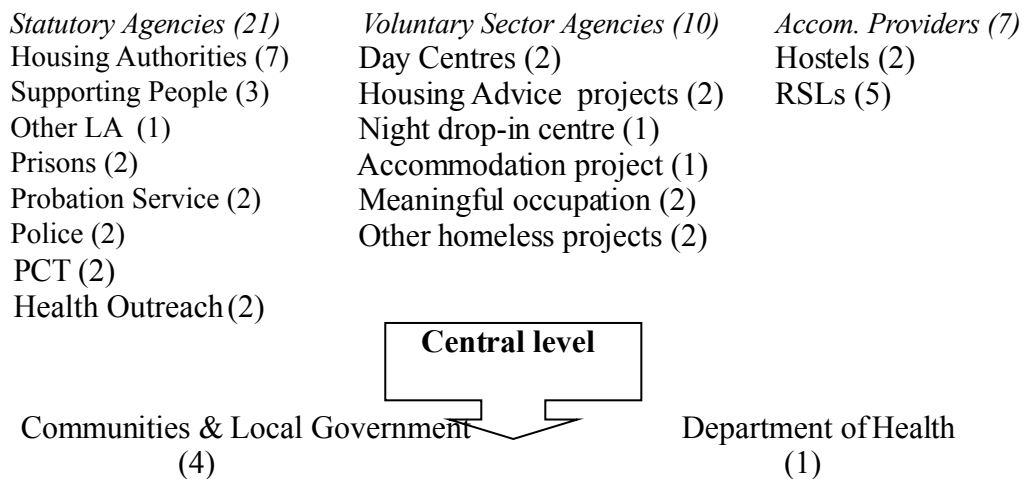 Statutory Agencies (21)
Housing Authorities (7)
Supporting People (3)
Other LA (1)
Prisons (2)
Probation Service (2)
Police (2)
PCT (2)
Health Outreach (2)
Voluntary Sector Agencies (10)
Day Centres (2)
Housing Advice projects (2)
Night drop-in centre (1)
Accommodation project (1)
Meaningful occupation (2)
Other homeless projects (2)
Accom. Providers (7)
Hostels (2)
RSLs (5)
Central level
Communities & Local Government
(4)
Department of Health
(1)